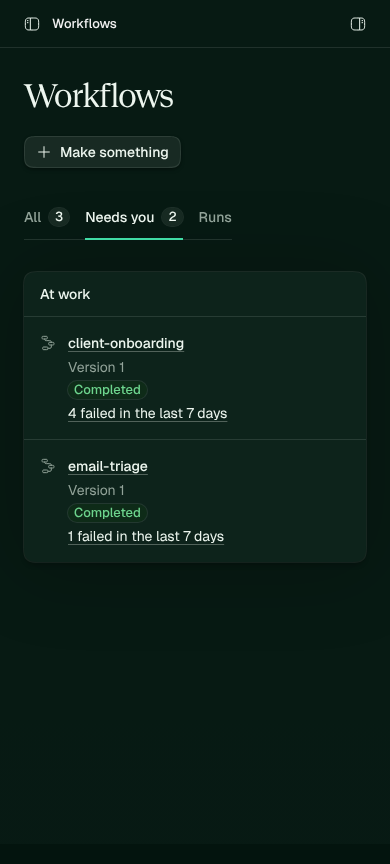 Workflows
Workflows
Make something
All 3 Needs you 2 Runs
At work
client-onboarding
Version 1
Completed
4 failed in the last 7 days
email-triage
Version 1
Completed
1 failed in the last 7 days